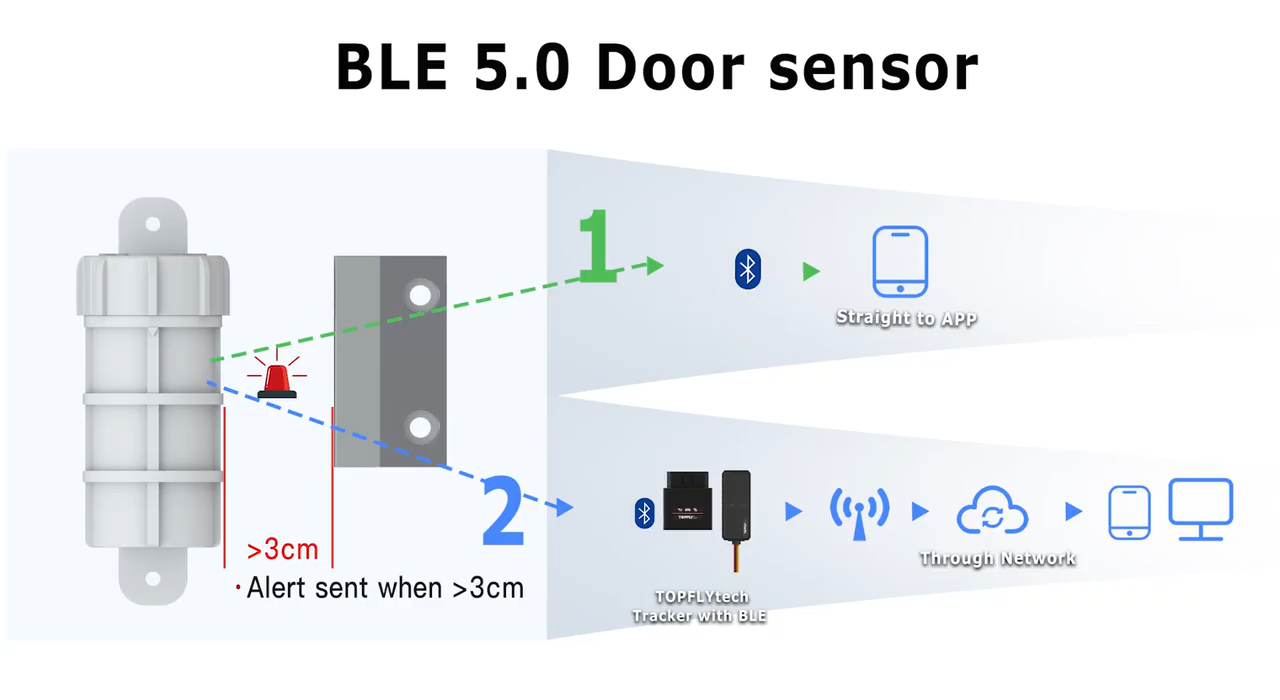 BLE 5.0 Door sensor
1
Straight to APP
2
>3cm
·Alert sent when >3cm
TOPFLYtech
Tracker with BLE
Through Network